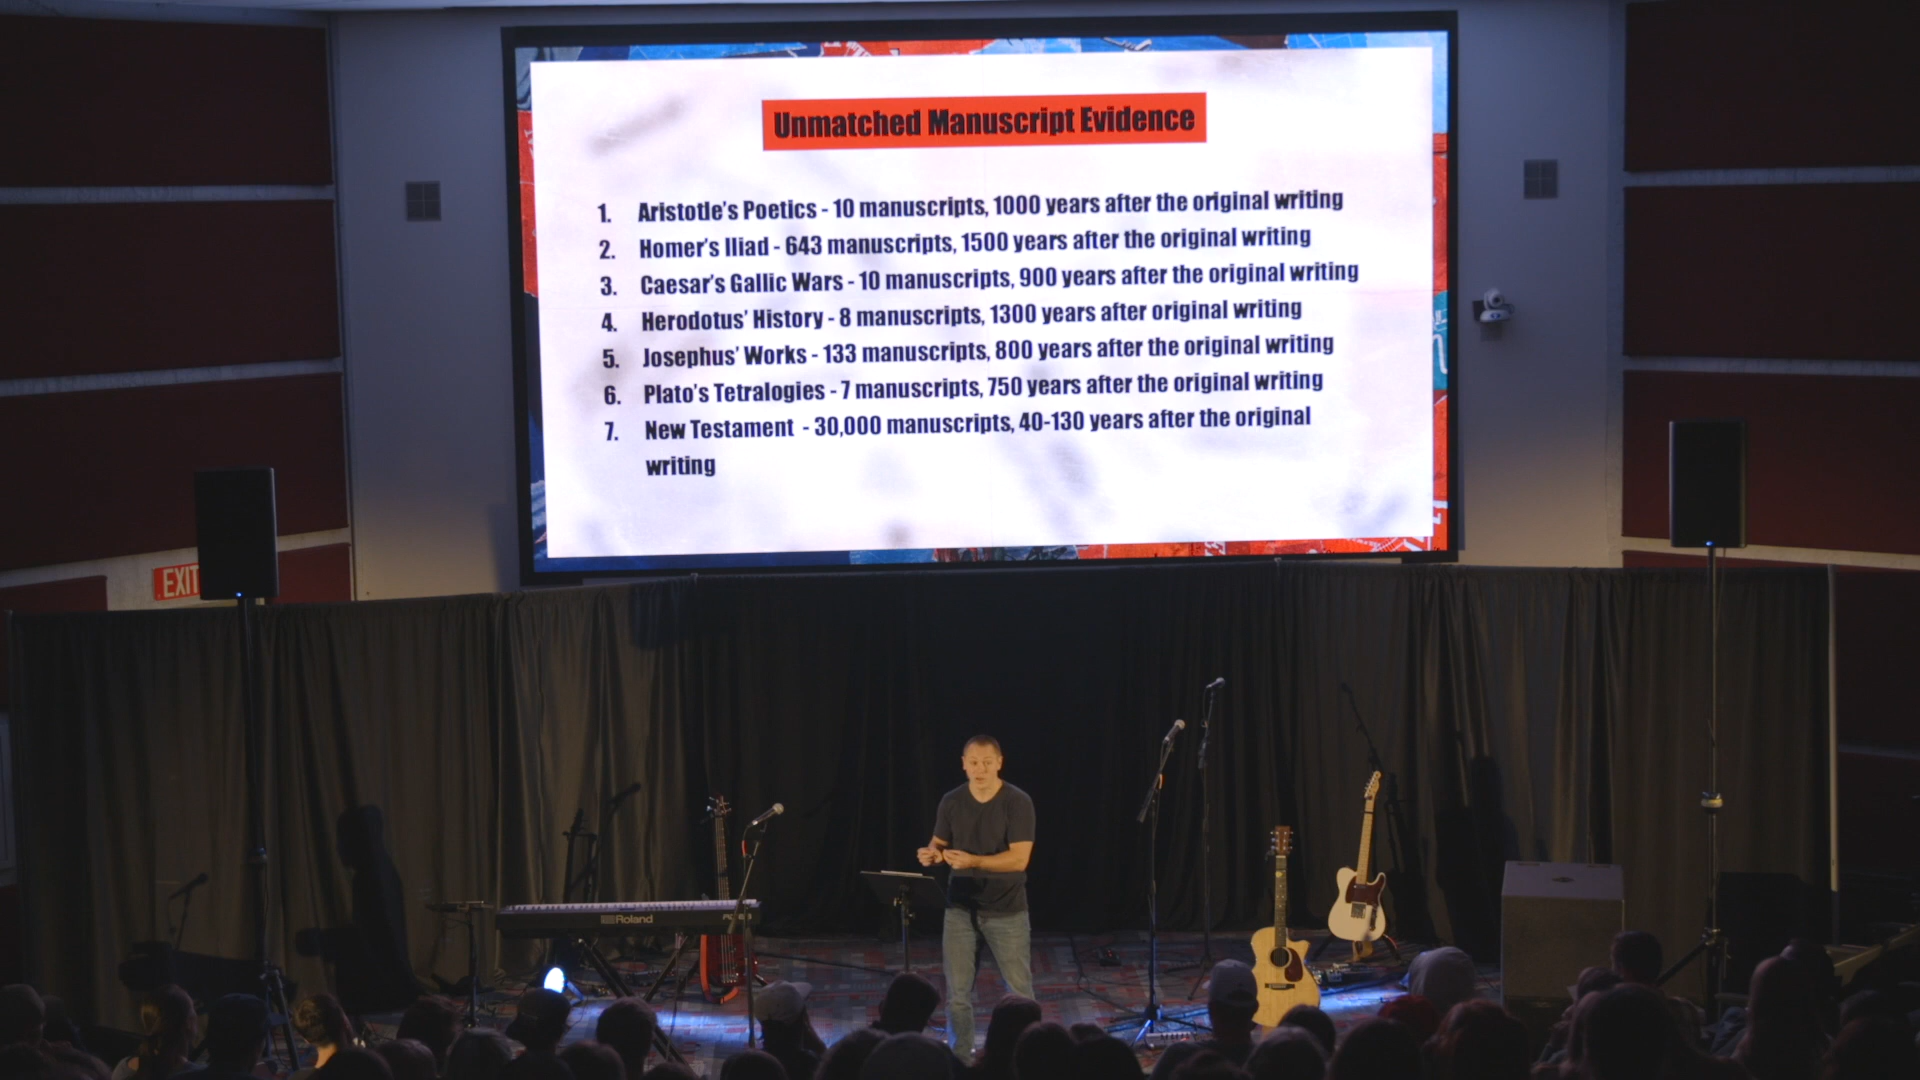 Unmatched Manuscript Evidence
1. Aristotle's Poetics - 10 manuscripts, 1000 years after the original writing
2. Homer's Iliad - 643 manuscripts, 1500 years after the original writing
3. Caesar's Gallic Wars - 10 manuscripts, 900 years after the original writing
4. Herodotus' History - 8 manuscripts, 1300 years after original writing
5. Josephus' Works - 133 manuscripts, 800 years after the original writing
6. Plato's Tetralogies - 7 manuscripts, 750 years after the original writing
7. New Testament - 30,000 manuscripts, 40-130 years after the original
writing
EXIT
Roland